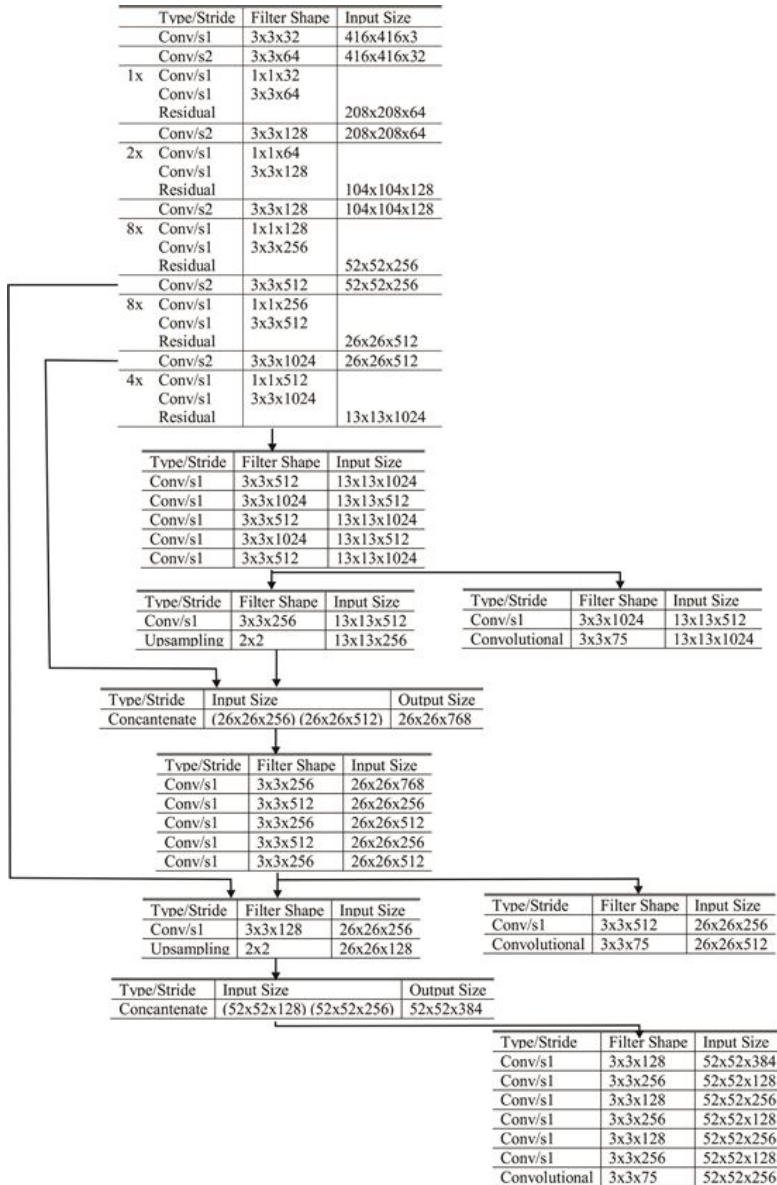 Type/Stride Filter Shape Input Size
Conv/s1 3x3x32 416x416x3
Conv/s2 3x3x64 416x416x32
1x Conv/s1 1x1x32
Conv/s1 3x3x64
Residual 208x208x64
Conv/s2 3x3x128 208x208x64
2x Conv/s1 1x1x64
Conv/s1 3x3x128
Residual 104x104x128
Conv/s2 3x3x128 104x104x128
8x Conv/s1 1x1x128
Conv/s1 3x3x256
Residual 52x52x256
Conv/s2 3x3x512 52x52x256
8x Conv/s1 1x1x256
Conv/s1 3x3x512
Residual 26x26x512
Conv/s2 3x3x1024 26x26x512
4x Conv/s1 1x1x512
Conv/s1 3x3x1024
Residual 13x13x1024
Type/Stride Filter Shape Input Size
Conv/s1 3x3x512 13x13x1024
Conv/s1 3x3x1024 13x13x512
Conv/s1 3x3x512 13x13x1024
Conv/s1 3x3x1024 13x13x512
Conv/s1 3x3x512 13x13x1024
Type/Stride Filter Shape Input Size
Conv/s1 3x3x256 13x13x512
Upsampling 2x2 13x13x256
Type/Stride Filter Shape Input Size
Conv/s1 3x3x1024 13x13x512
Convolutional 3x3x75 13x13x1024
Type/Stride Input Size Output Size
Concantenate (26x26x256) (26x26x512) 26x26x768
Type/Stride Filter Shape Input Size
Conv/s1 3x3x256 26x26x768
Conv/s1 3x3x512 26x26x256
Conv/s1 3x3x256 26x26x512
Conv/s1 3x3x512 26x26x256
Conv/s1 3x3x256 26x26x512
Type/Stride Filter Shape Input Size
Conv/s1 3x3x128 26x26x256
Upsampling 2x2 26x26x128
Type/Stride Filter Shape Input Size
Conv/s1 3x3x512 26x26x256
Convolutional 3x3x75 26x26x512
Type/Stride Input Size Output Size
Concantenate (52x52x128) (52x52x256) 52x52x384
Type/Stride Filter Shape Input Size
Conv/s1 3x3x128 52x52x384
Conv/s1 3x3x256 52x52x128
Conv/s1 3x3x128 52x52x256
Conv/s1 3x3x256 52x52x128
Conv/s1 3x3x128 52x52x256
Conv/s1 3x3x256 52x52x128
Convolutional 3x3x75 52x52x256